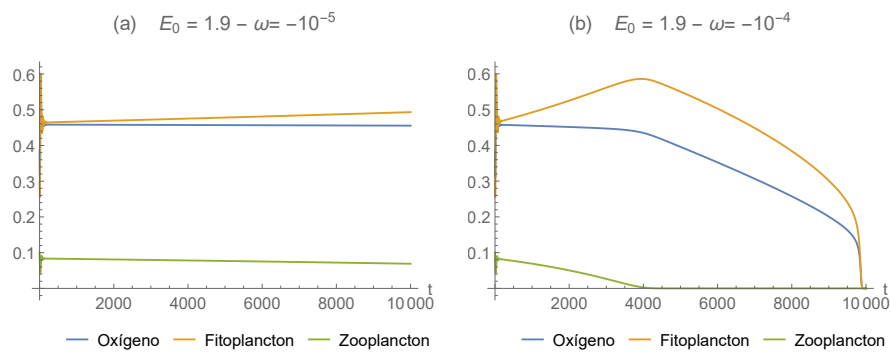 (a) E₀ = 1.9 – ω= –10⁻⁵
0.6
0.5
0.4
0.3
0.2
0.1
2000 4000 6000 8000 10 000
t
Oxígeno Fitoplancton Zooplancton
(b) E₀ = 1.9 – ω= –10⁻⁴
0.6
0.5
0.4
0.3
0.2
0.1
2000 4000 6000 8000 10 000
t
Oxígeno Fitoplancton Zooplancton